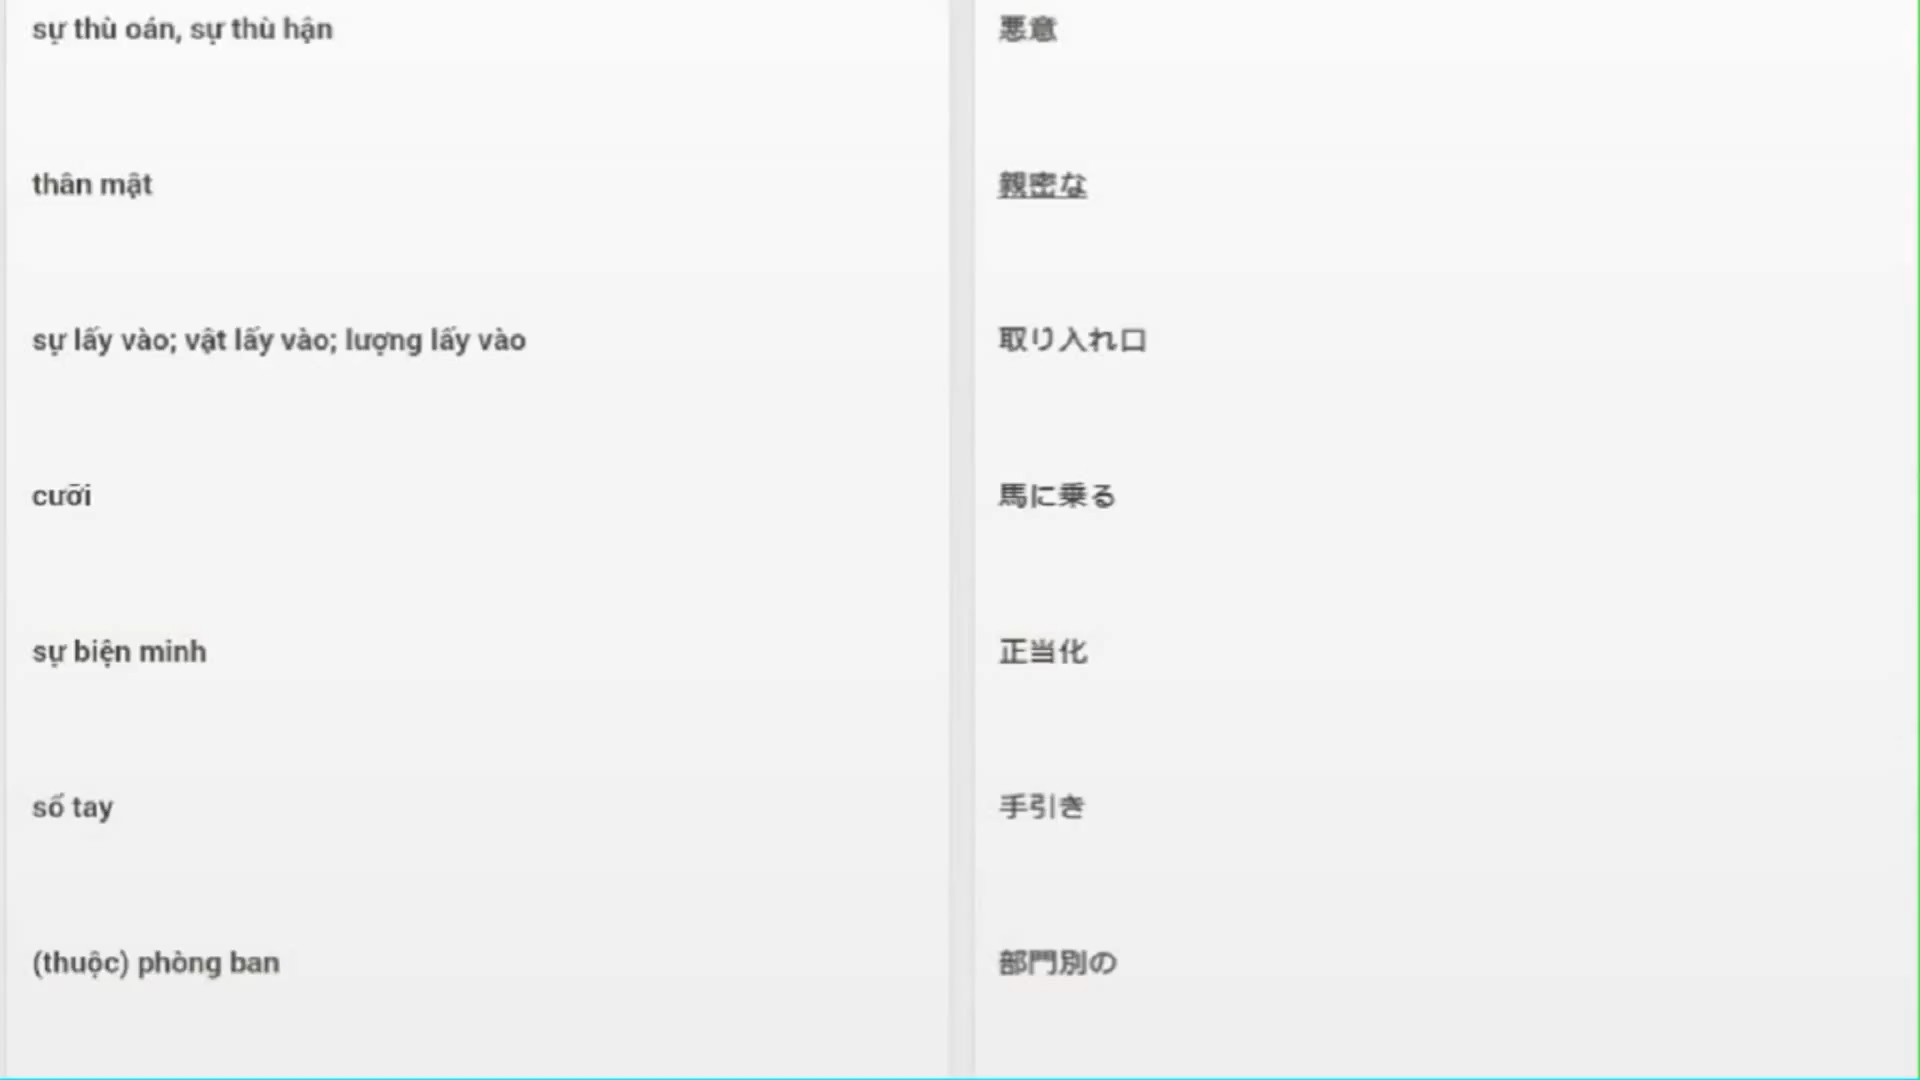 sự thù oán, sự thù hận
悪意
thân mật
親密な
sự lấy vào; vật lấy vào; lượng lấy vào
取り入れ口
cưỡi
馬に乗る
sự biện minh
正当化
sổ tay
手引き
(thuộc) phòng ban
部門別の